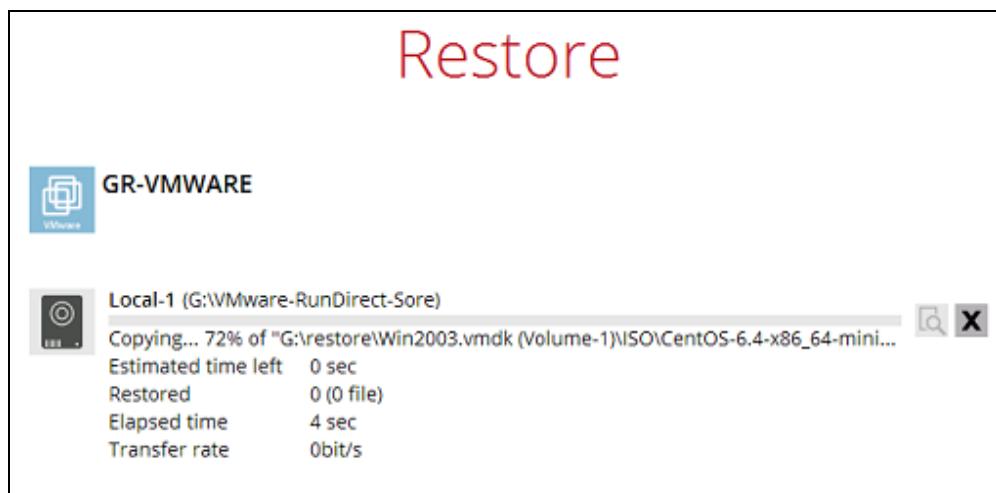 Restore
GR-VMWARE
VMware
Local-1 (G:\VMware-RunDirect-Sore)
Copying... 72% of "G:\restore\Win2003.vmdk (Volume-1)\ISO\CentOS-6.4-x86_64-mini...
Estimated time left 0 sec
Restored 0 (0 file)
Elapsed time 4 sec
Transfer rate 0bit/s